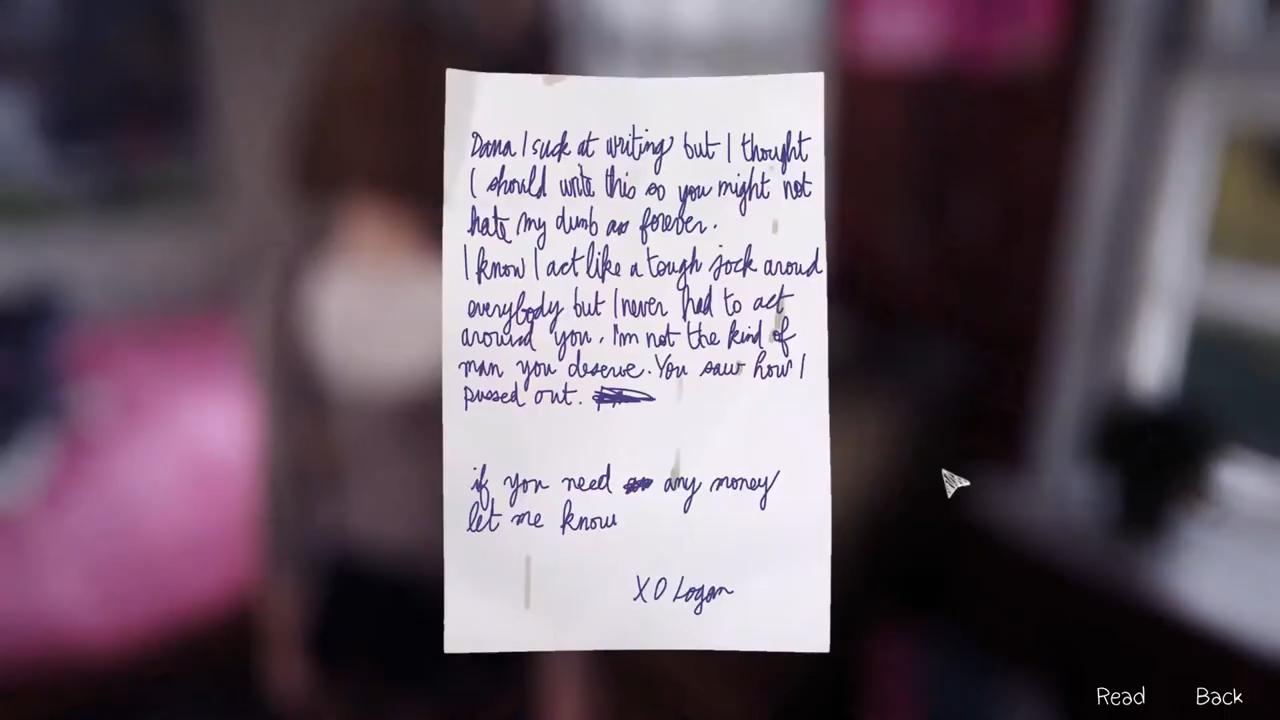 Dana I suck at writing but I thought
I should write this so you might not
hate my dumb ass forever.
I know I act like a tough jock aroud
everybody but I never had to act
around you. I'm not the kind of
man you deserve. You saw how I
pussed out.
if you need any money
let me know
XO Logan
Read
Back